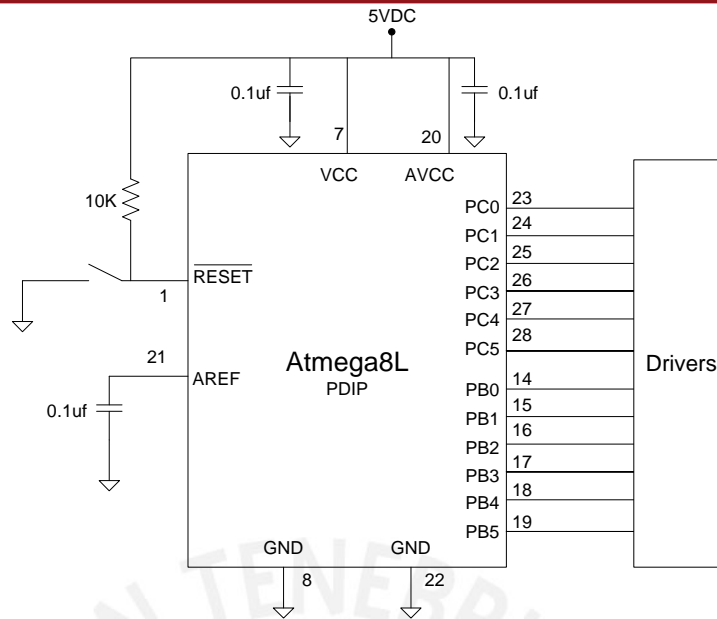 5VDC
0.1uf
0.1uf
7
20
VCC
AVCC
10K
PC0
23
PC1
24
PC2
25
RESET
PC3
26
1
PC4
27
PC5
28
21
Atmega8L
Drivers
AREF
PDIP
PB0
14
0.1uf
PB1
15
PB2
16
PB3
17
PB4
18
PB5
19
GND
GND
8
22
TENEBR